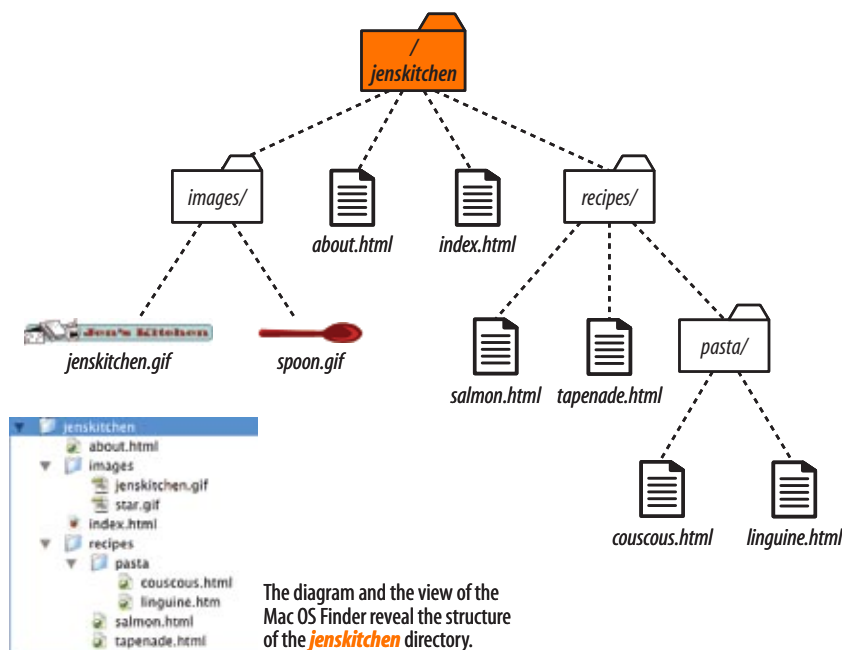 /
jenskitchen
images/
about.html
index.html
recipes/
Jen's Kitchen
jenskitchen.gif
spoon.gif
salmon.html
tapenade.html
pasta/
couscous.html
linguine.html
jenskitchen
about.html
images
jenskitchen.gif
star.gif
index.html
recipes
pasta
couscous.html
linguine.htm
salmon.html
tapenade.html
The diagram and the view of the
Mac OS Finder reveal the structure
of the jenskitchen directory.